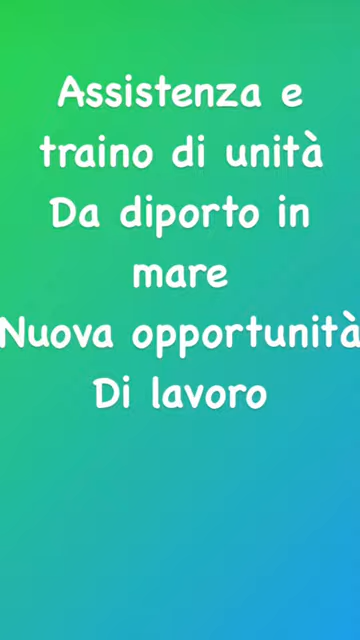 Assistenza e
traino di unità
Da diporto in
mare
Nuova opportunità
Di lavoro